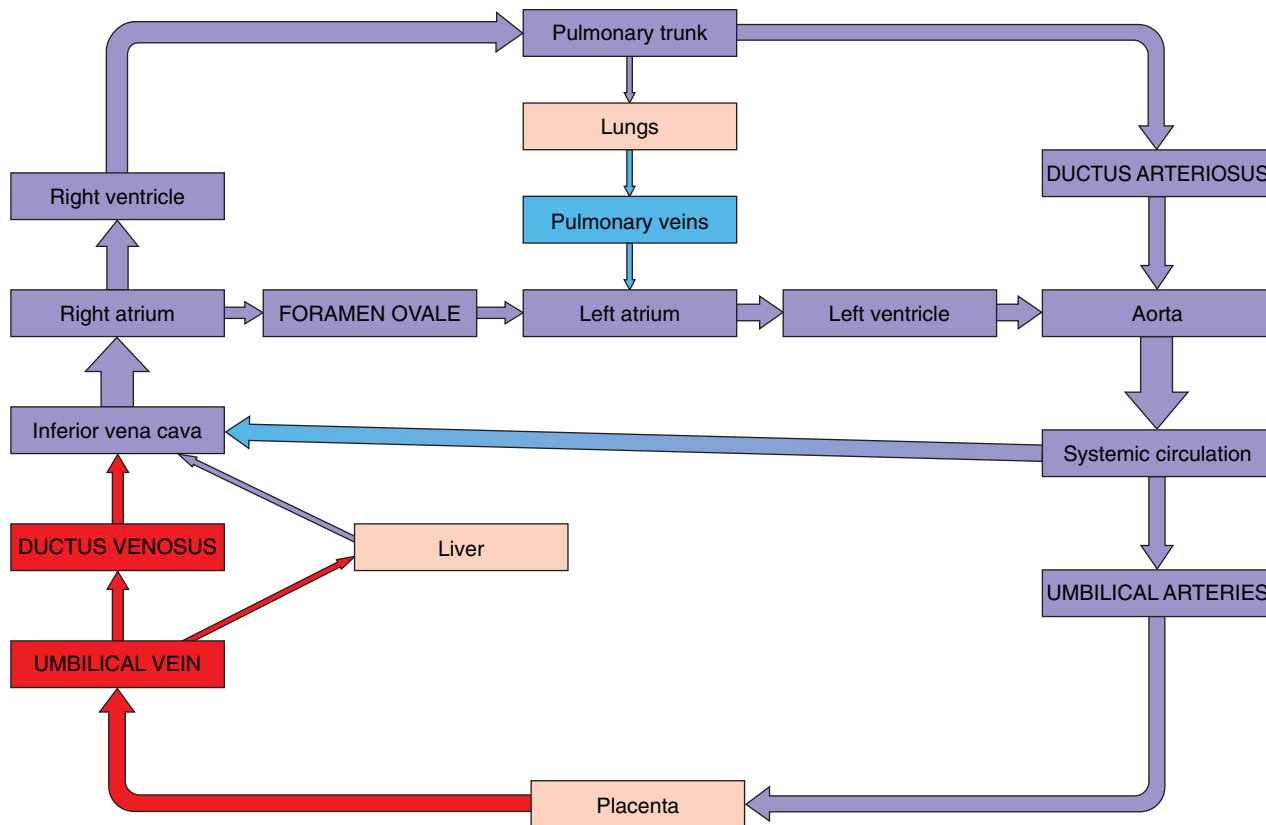 Pulmonary trunk
Lungs
Right ventricle
DUCTUS ARTERIOSUS
Pulmonary veins
Right atrium
FORAMEN OVALE
Left atrium
Left ventricle
Aorta
Inferior vena cava
Systemic circulation
DUCTUS VENOSUS
Liver
UMBILICAL ARTERIES
UMBILICAL VEIN
Placenta